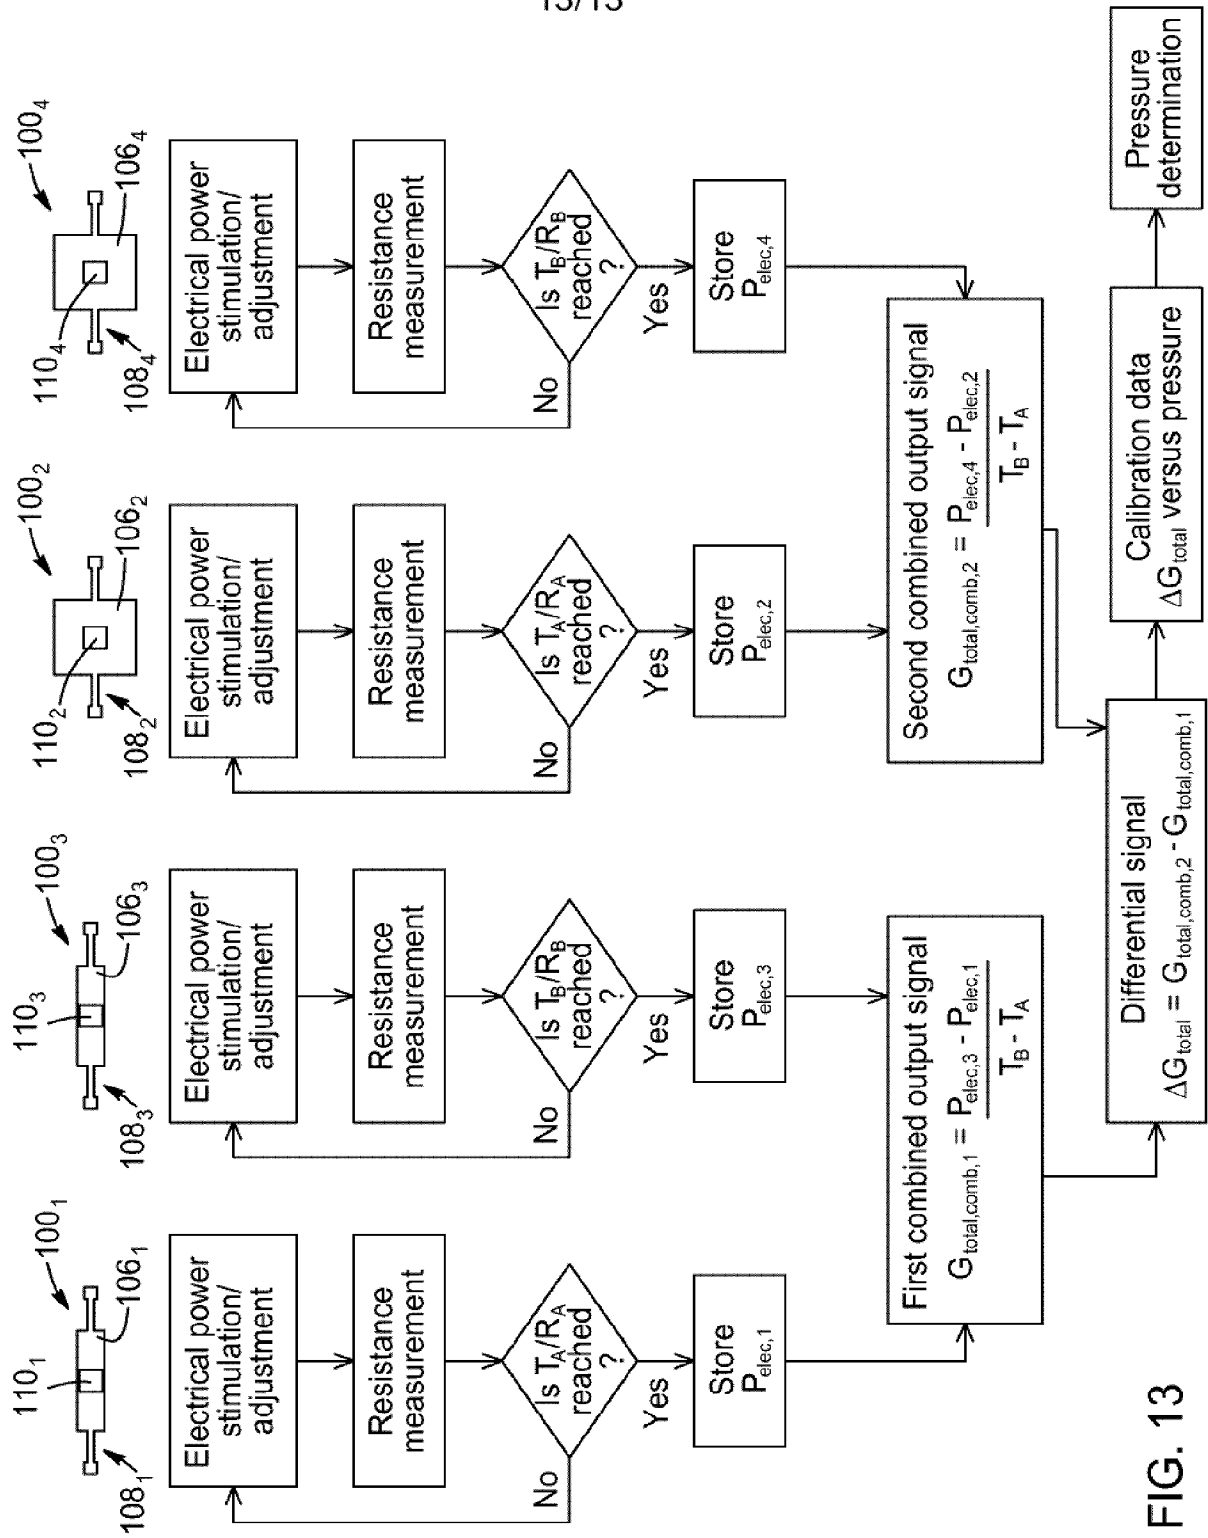 13/13
110₁
100₁
108₁
106₁
Electrical power
stimulation/
adjustment
Resistance
measurement
Is T_A/R_A
reached
?
No
Yes
Store
P_elec,1
110₃
100₃
108₃
106₃
Electrical power
stimulation/
adjustment
Resistance
measurement
Is T_B/R_B
reached
?
No
Yes
Store
P_elec,3
110₂
100₂
108₂
106₂
Electrical power
stimulation/
adjustment
Resistance
measurement
Is T_A/R_A
reached
?
No
Yes
Store
P_elec,2
110₄
100₄
108₄
106₄
Electrical power
stimulation/
adjustment
Resistance
measurement
Is T_B/R_B
reached
?
No
Yes
Store
P_elec,4
First combined output signal
G_total,comb,1 = P_elec,3 - P_elec,1
T_B - T_A
Second combined output signal
G_total,comb,2 = P_elec,4 - P_elec,2
T_B - T_A
Differential signal
ΔG_total = G_total,comb,2 - G_total,comb,1
Calibration data
ΔG_total versus pressure
Pressure
determination
FIG. 13